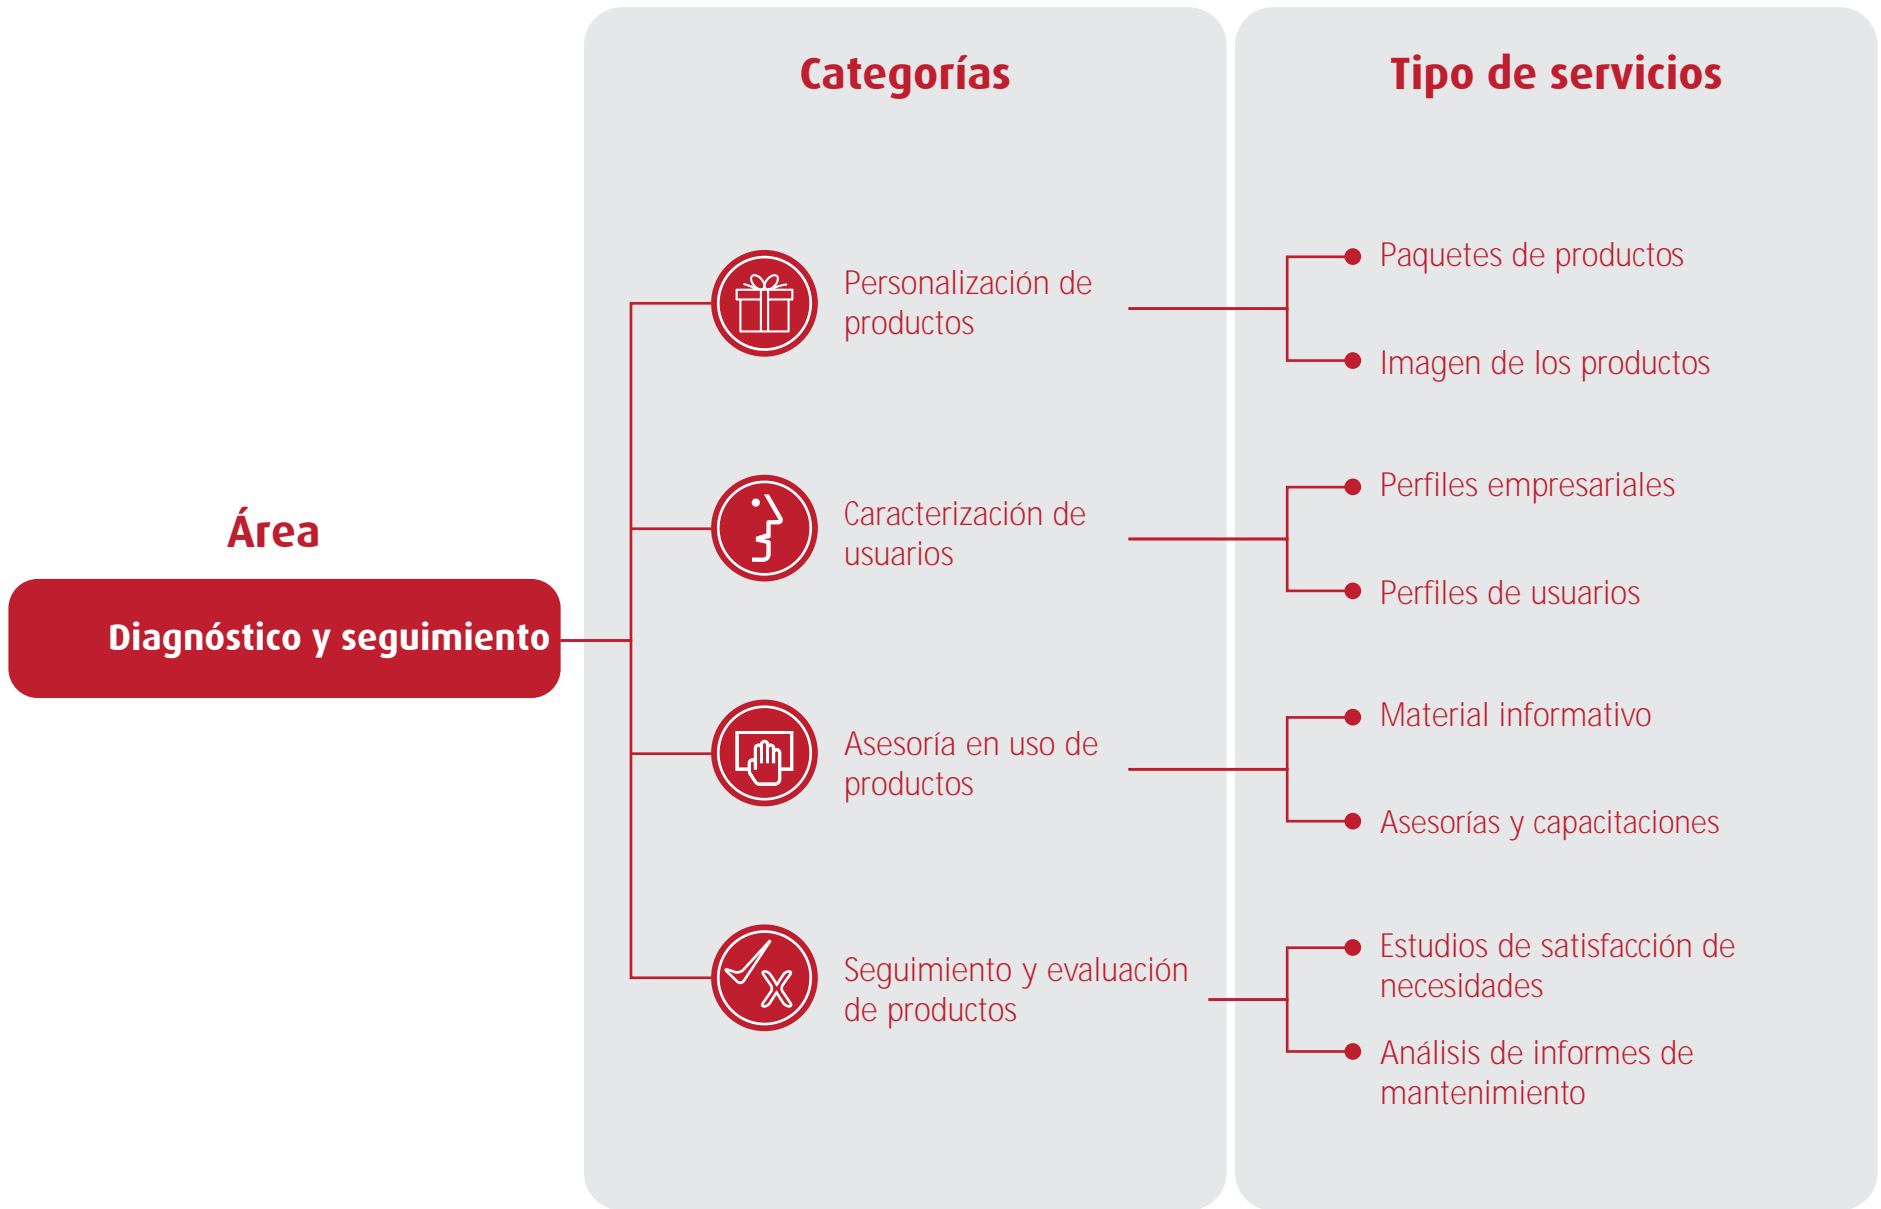 Categorías
Tipo de servicios
Área
Diagnóstico y seguimiento
Personalización de
productos
Paquetes de productos
Imagen de los productos
Caracterización de
usuarios
Perfiles empresariales
Perfiles de usuarios
Asesoría en uso de
productos
Material informativo
Asesorías y capacitaciones
Seguimiento y evaluación
de productos
Estudios de satisfacción de
necesidades
Análisis de informes de
mantenimiento